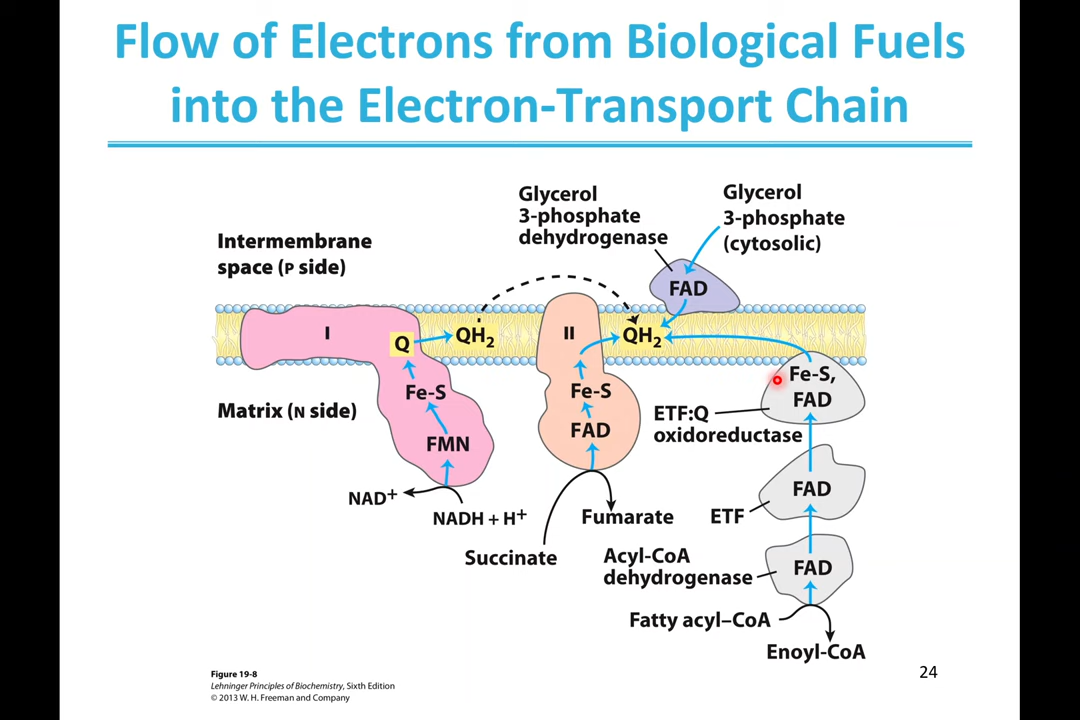 Flow of Electrons from Biological Fuels
into the Electron-Transport Chain
Glycerol
3-phosphate
dehydrogenase
Glycerol
3-phosphate
(cytosolic)
Intermembrane
space (P side)
FAD
I
Q
QH2
II
QH2
Fe-S
Matrix (N side)
FMN
NAD+
NADH + H+
Fe-S
FAD
Succinate
Fumarate
Fe-S,
FAD
ETF:Q
oxidoreductase
FAD
ETF
Acyl-CoA
dehydrogenase
FAD
Fatty acyl–CoA
Enoyl-CoA
Figure 19-8
Lehninger Principles of Biochemistry, Sixth Edition
© 2013 W. H. Freeman and Company
24